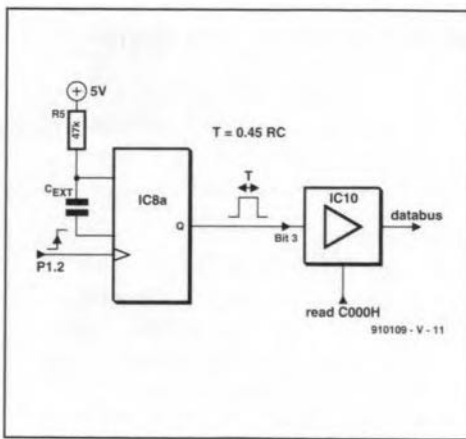 5V
R5
47k
T = 0.45 RC
CEXT
IC8a
Q
T
IC10
Bit 3
databus
P1.2
read C000H
910109 - V - 11